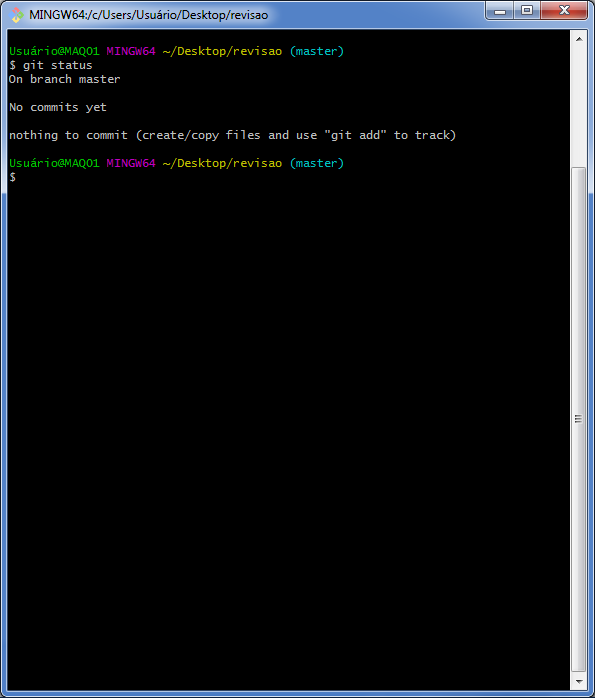 MINGW64:/c/Users/Usuário/Desktop/revisao
Usuário@MAQ01 MINGW64 ~/Desktop/revisao (master)
$ git status
On branch master
No commits yet
nothing to commit (create/copy files and use "git add" to track)
Usuário@MAQ01 MINGW64 ~/Desktop/revisao (master)
$